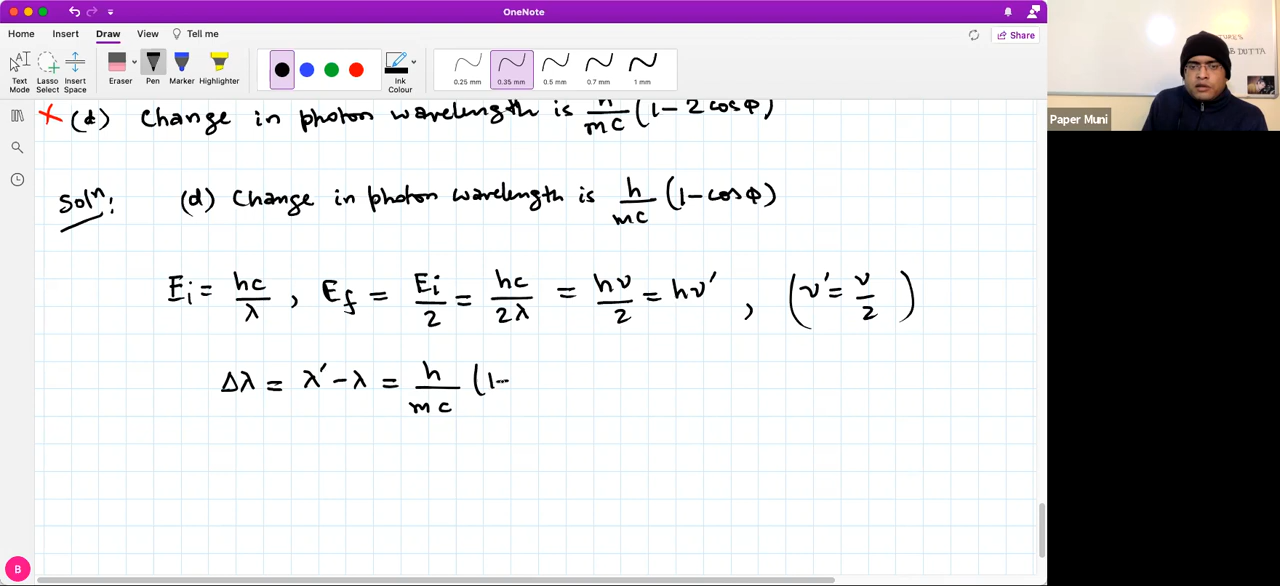 OneNote
Home Insert Draw View Tell me
Share
Text Mode Lasso Select Insert Space Eraser Pen Marker Highlighter Ink Colour 0.25 mm 0.35 mm 0.5 mm 0.7 mm 1 mm
(d) Change in photon wavelength is h/mc (1 - 2 cosφ)
Solⁿ: (d) Change in photon wavelength is h/mc (1 - cosφ)
Ei = hc/λ , Ef = Ei/2 = hc/2λ = hν/2 = hν′ , (ν′ = ν/2)
Δλ = λ′ - λ = h/mc (1-
B
Paper Muni
DUTTA